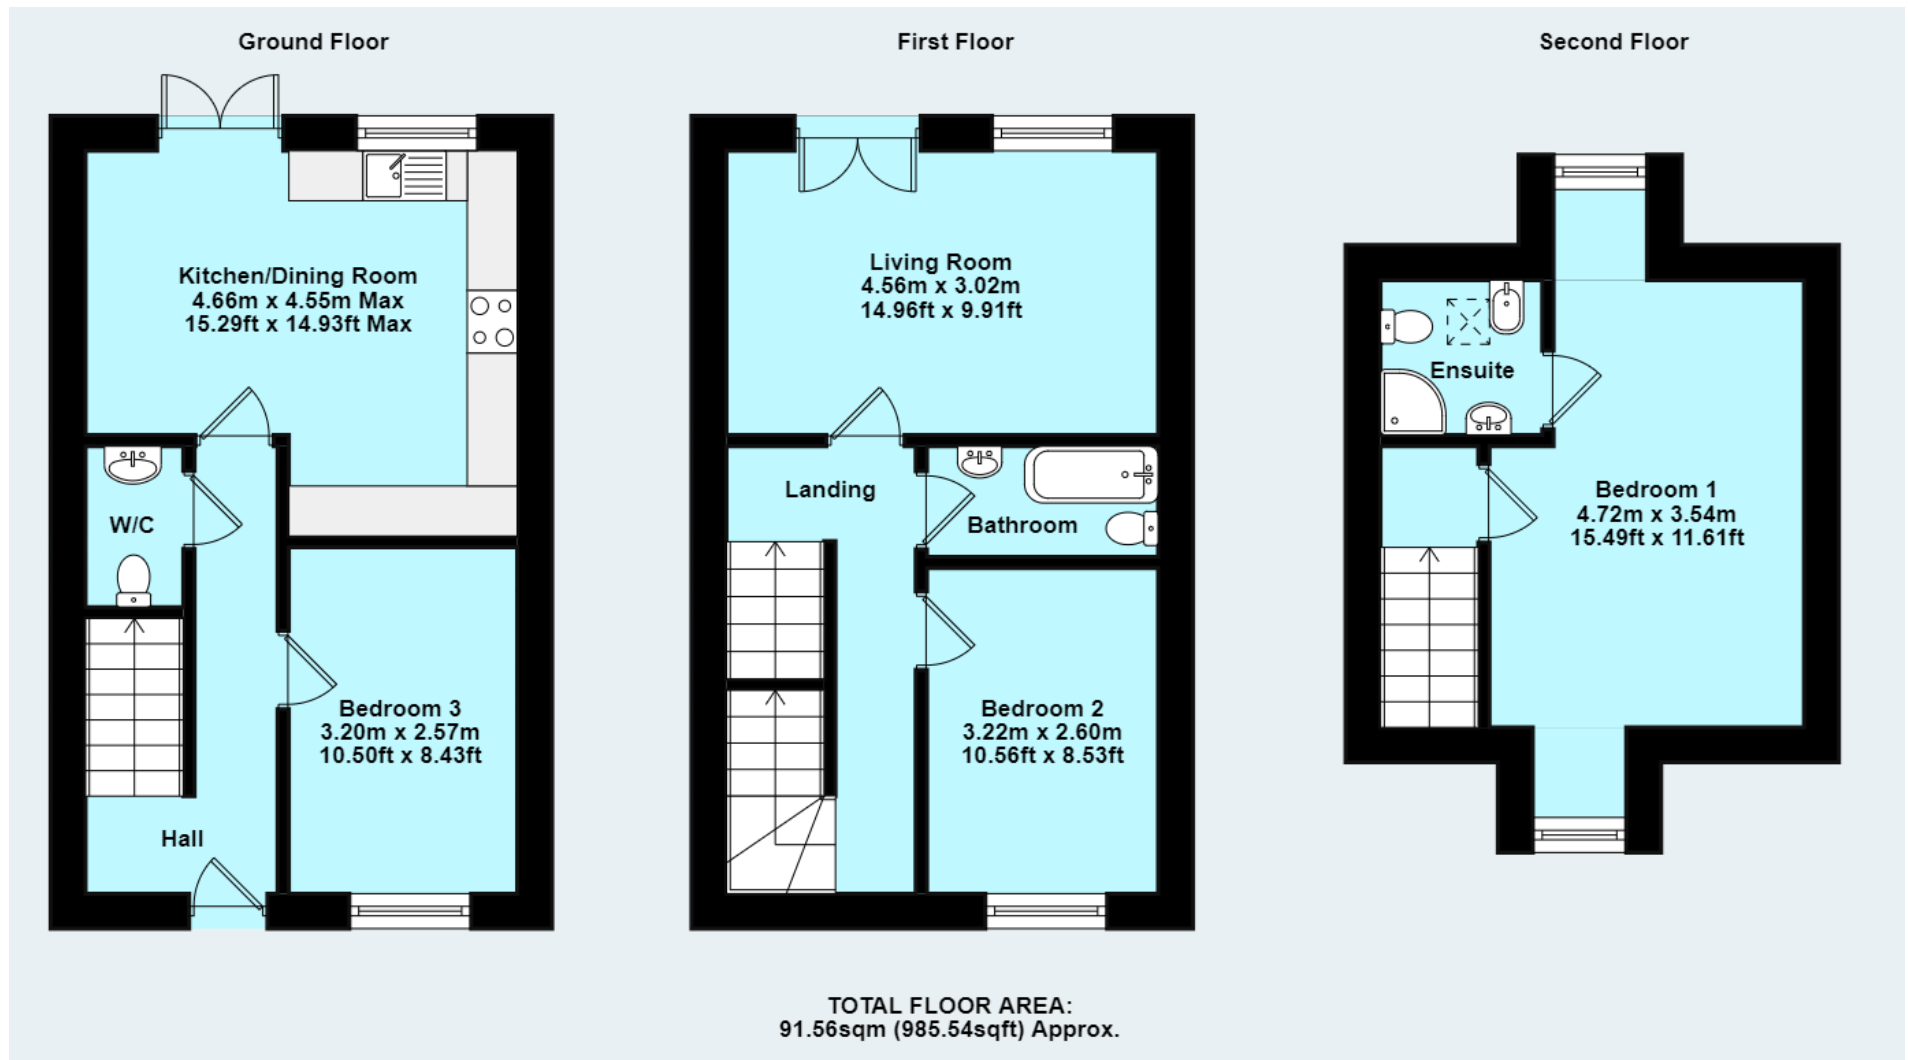 Ground Floor
Kitchen/Dining Room
4.66m x 4.55m Max
15.29ft x 14.93ft Max
W/C
Bedroom 3
3.20m x 2.57m
10.50ft x 8.43ft
Hall
First Floor
Living Room
4.56m x 3.02m
14.96ft x 9.91ft
Landing
Bathroom
Bedroom 2
3.22m x 2.60m
10.56ft x 8.53ft
Second Floor
Ensuite
Bedroom 1
4.72m x 3.54m
15.49ft x 11.61ft
TOTAL FLOOR AREA:
91.56sqm (985.54sqft) Approx.